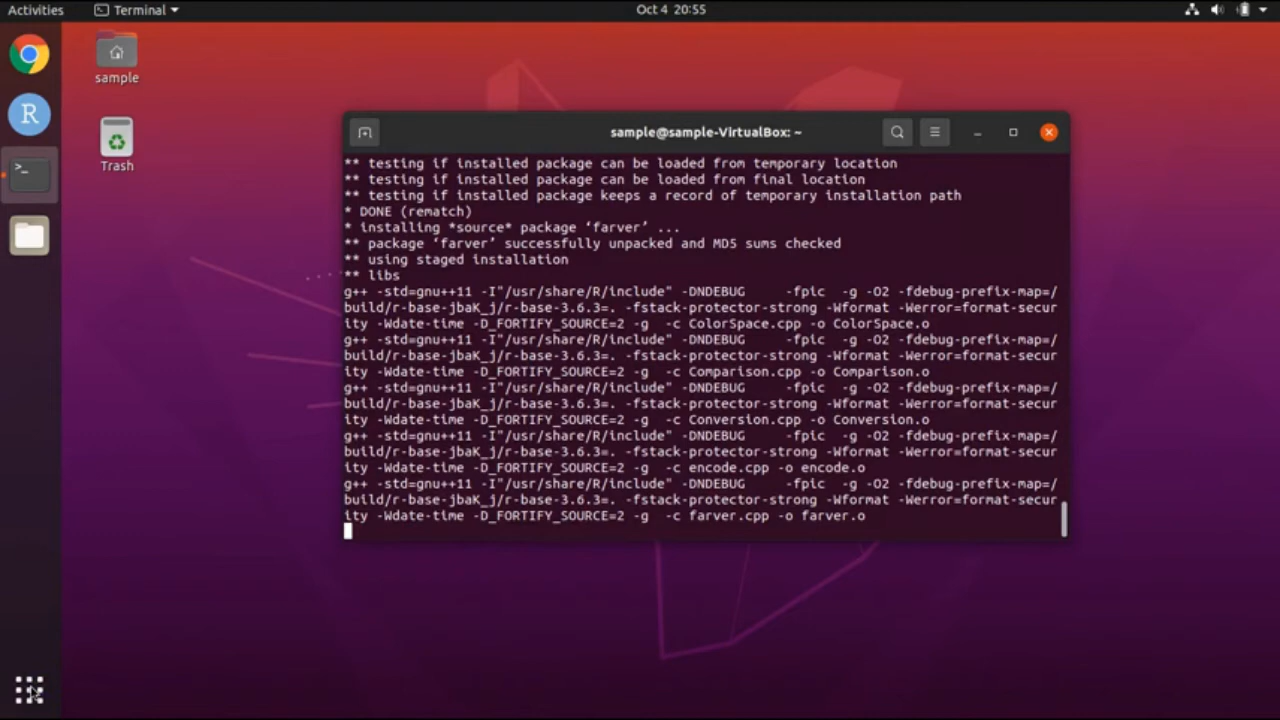 Activities
Terminal
Oct 4 20:55
sample
R
>_
Trash
sample@sample-VirtualBox: ~
** testing if installed package can be loaded from temporary location
** testing if installed package can be loaded from final location
** testing if installed package keeps a record of temporary installation path
* DONE (rematch)
* installing *source* package ‘farver’ ...
** package ‘farver’ successfully unpacked and MD5 sums checked
** using staged installation
** libs
g++ -std=gnu++11 -I"/usr/share/R/include" -DNDEBUG     -fpic  -g -O2 -fdebug-prefix-map=/
build/r-base-jbaK_j/r-base-3.6.3=. -fstack-protector-strong -Wformat -Werror=format-secur
ity -Wdate-time -D_FORTIFY_SOURCE=2 -g  -c ColorSpace.cpp -o ColorSpace.o
g++ -std=gnu++11 -I"/usr/share/R/include" -DNDEBUG     -fpic  -g -O2 -fdebug-prefix-map=/
build/r-base-jbaK_j/r-base-3.6.3=. -fstack-protector-strong -Wformat -Werror=format-secur
ity -Wdate-time -D_FORTIFY_SOURCE=2 -g  -c Comparison.cpp -o Comparison.o
g++ -std=gnu++11 -I"/usr/share/R/include" -DNDEBUG     -fpic  -g -O2 -fdebug-prefix-map=/
build/r-base-jbaK_j/r-base-3.6.3=. -fstack-protector-strong -Wformat -Werror=format-secur
ity -Wdate-time -D_FORTIFY_SOURCE=2 -g  -c Conversion.cpp -o Conversion.o
g++ -std=gnu++11 -I"/usr/share/R/include" -DNDEBUG     -fpic  -g -O2 -fdebug-prefix-map=/
build/r-base-jbaK_j/r-base-3.6.3=. -fstack-protector-strong -Wformat -Werror=format-secur
ity -Wdate-time -D_FORTIFY_SOURCE=2 -g  -c encode.cpp -o encode.o
g++ -std=gnu++11 -I"/usr/share/R/include" -DNDEBUG     -fpic  -g -O2 -fdebug-prefix-map=/
build/r-base-jbaK_j/r-base-3.6.3=. -fstack-protector-strong -Wformat -Werror=format-secur
ity -Wdate-time -D_FORTIFY_SOURCE=2 -g  -c farver.cpp -o farver.o